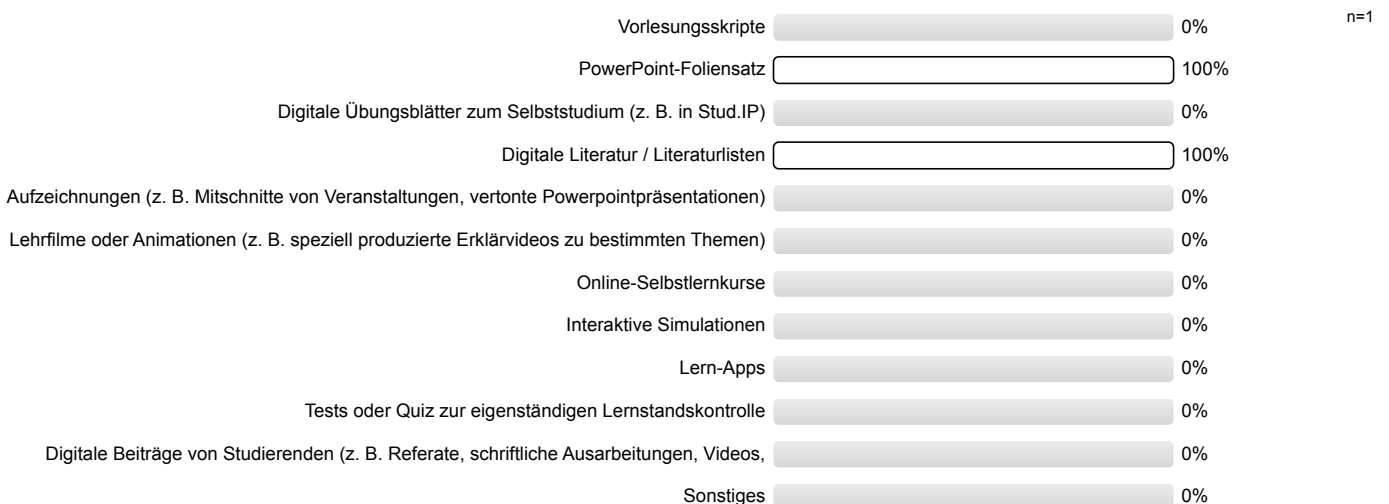 Vorlesungsskripte 0% n=1
PowerPoint-Foliensatz 100%
Digitale Übungsblätter zum Selbststudium (z. B. in Stud.IP) 0%
Digitale Literatur / Literaturlisten 100%
Aufzeichnungen (z. B. Mitschnitte von Veranstaltungen, vertonte Powerpointpräsentationen) 0%
Lehrfilme oder Animationen (z. B. speziell produzierte Erklärvideos zu bestimmten Themen) 0%
Online-Selbstlernkurse 0%
Interaktive Simulationen 0%
Lern-Apps 0%
Tests oder Quiz zur eigenständigen Lernstandskontrolle 0%
Digitale Beiträge von Studierenden (z. B. Referate, schriftliche Ausarbeitungen, Videos, 0%
Sonstiges 0%